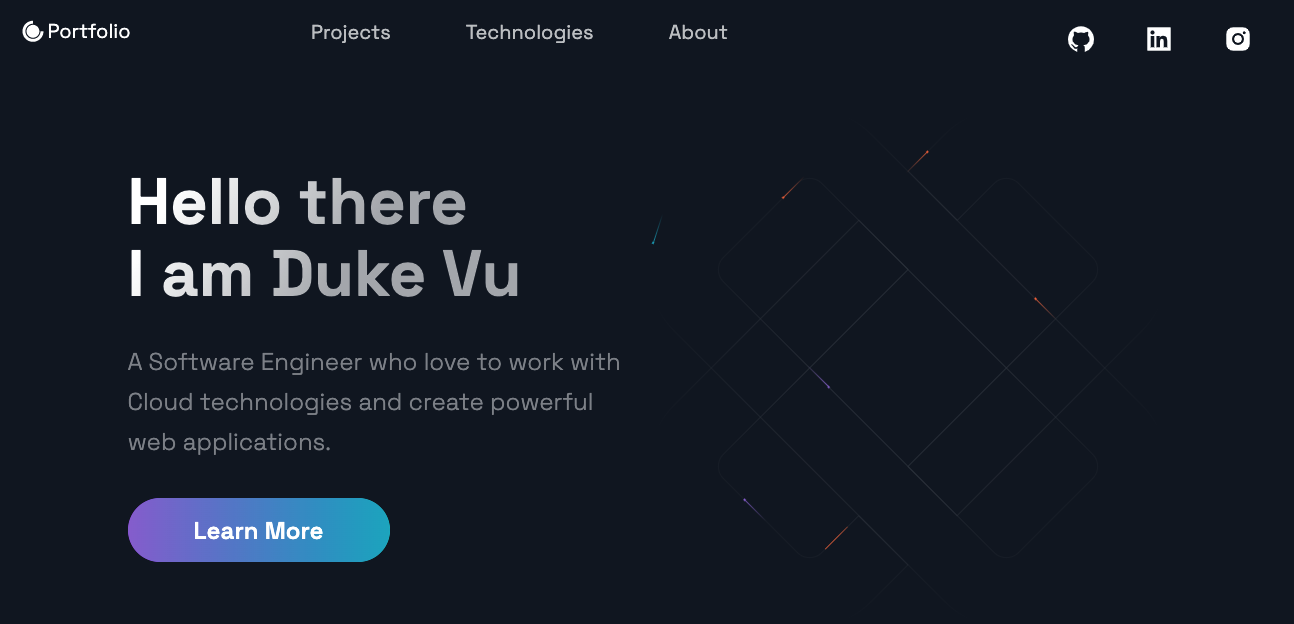 Portfolio
Projects
Technologies
About
Hello there
I am Duke Vu
A Software Engineer who love to work with
Cloud technologies and create powerful
web applications.
Learn More